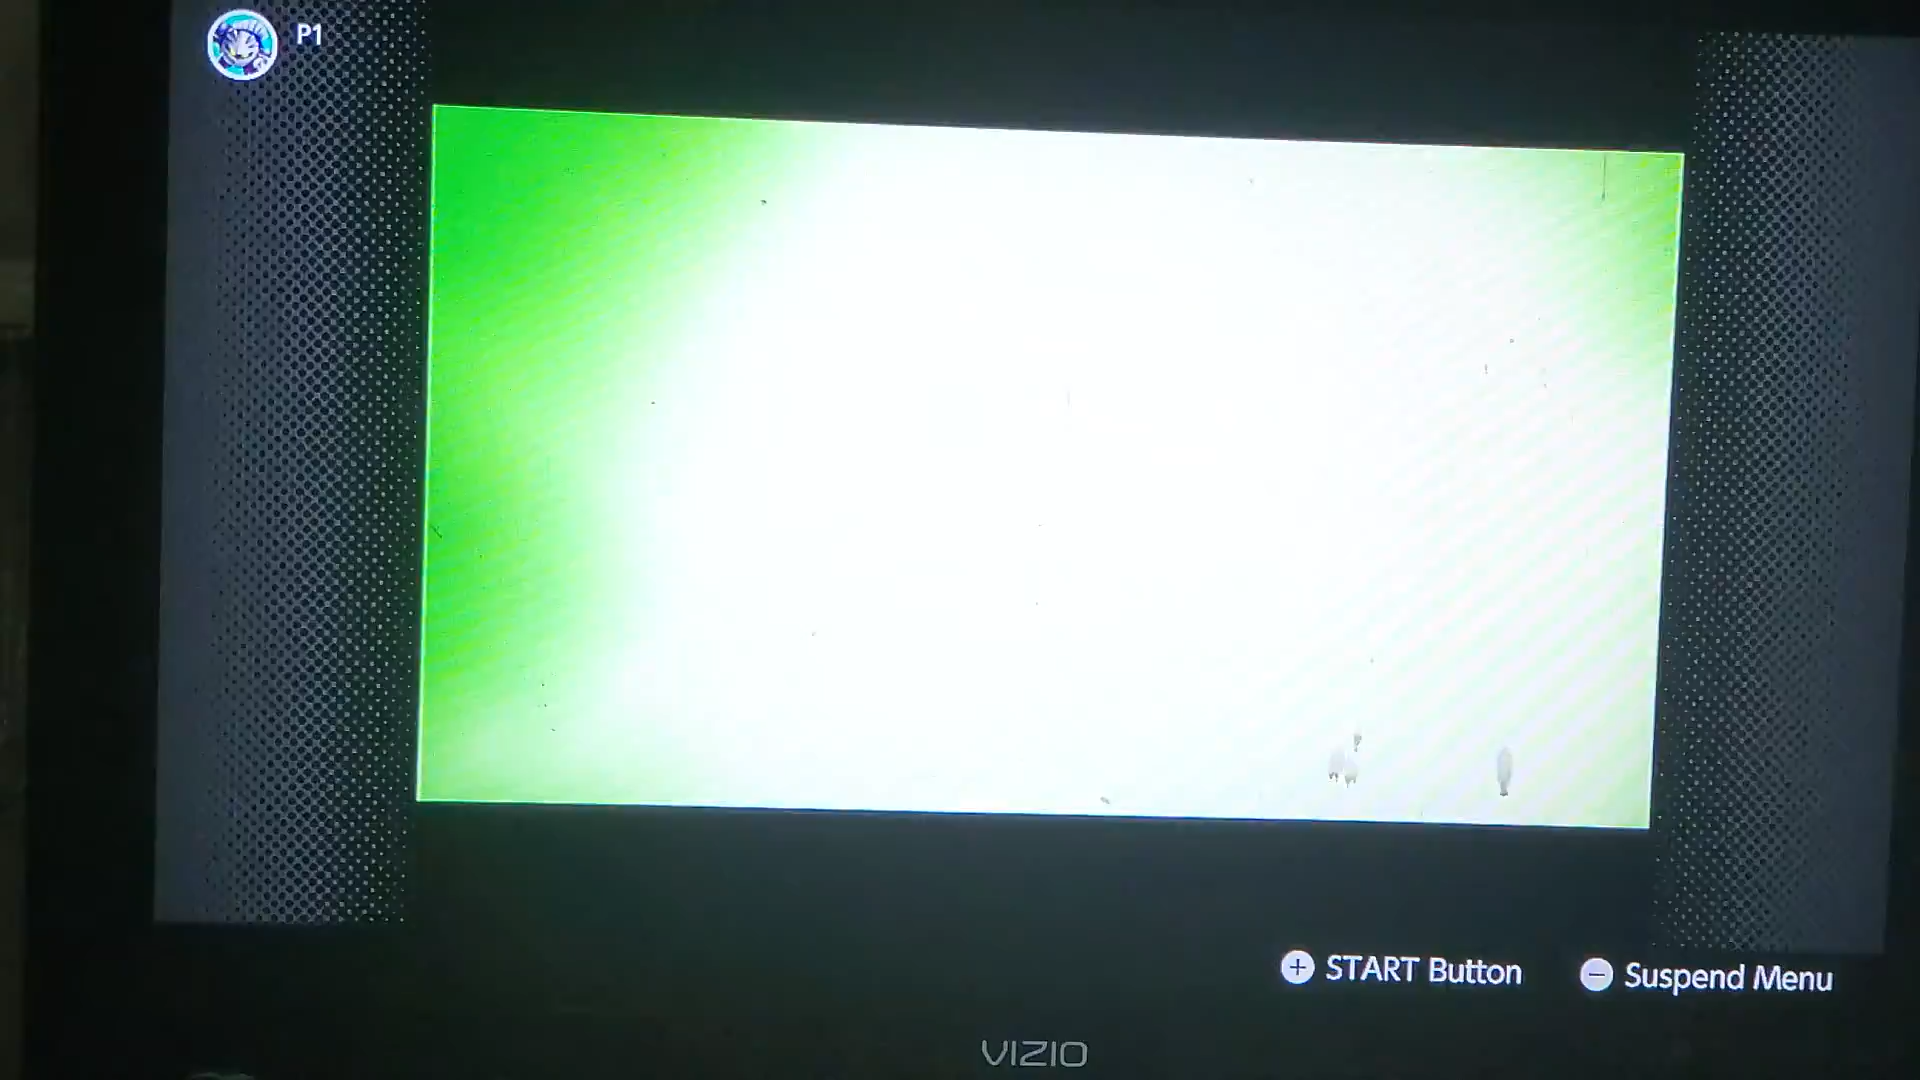 P1
+ START Button
− Suspend Menu
VIZIO